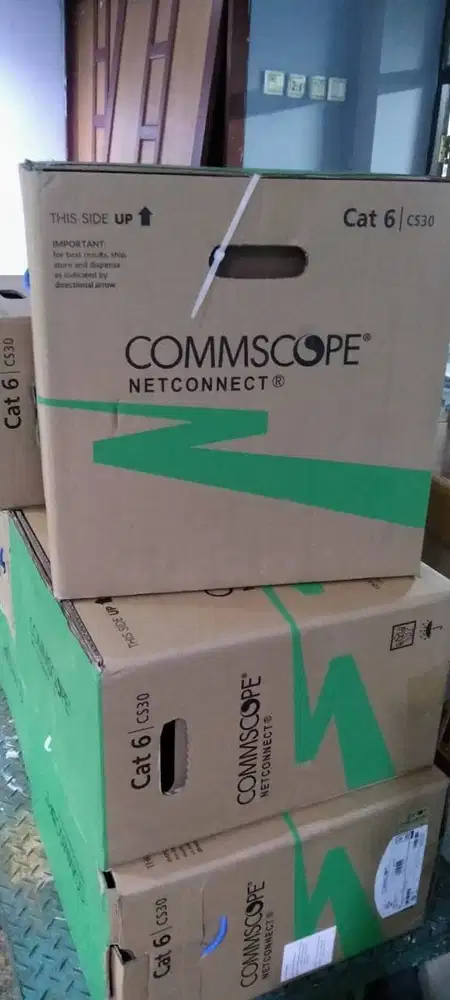 THIS SIDE UP
Cat 6 | CS30
IMPORTANT:
for best results, ship,
store and dispense
as indicated by
directional arrow.
COMMSCOPE®
NETCONNECT®
Cat 6 | CS30
THIS SIDE UP
Cat 6 | CS30
COMMSCOPE®
NETCONNECT®
Cat 6 | CS30
COMMSCOPE®
NETCONNECT®